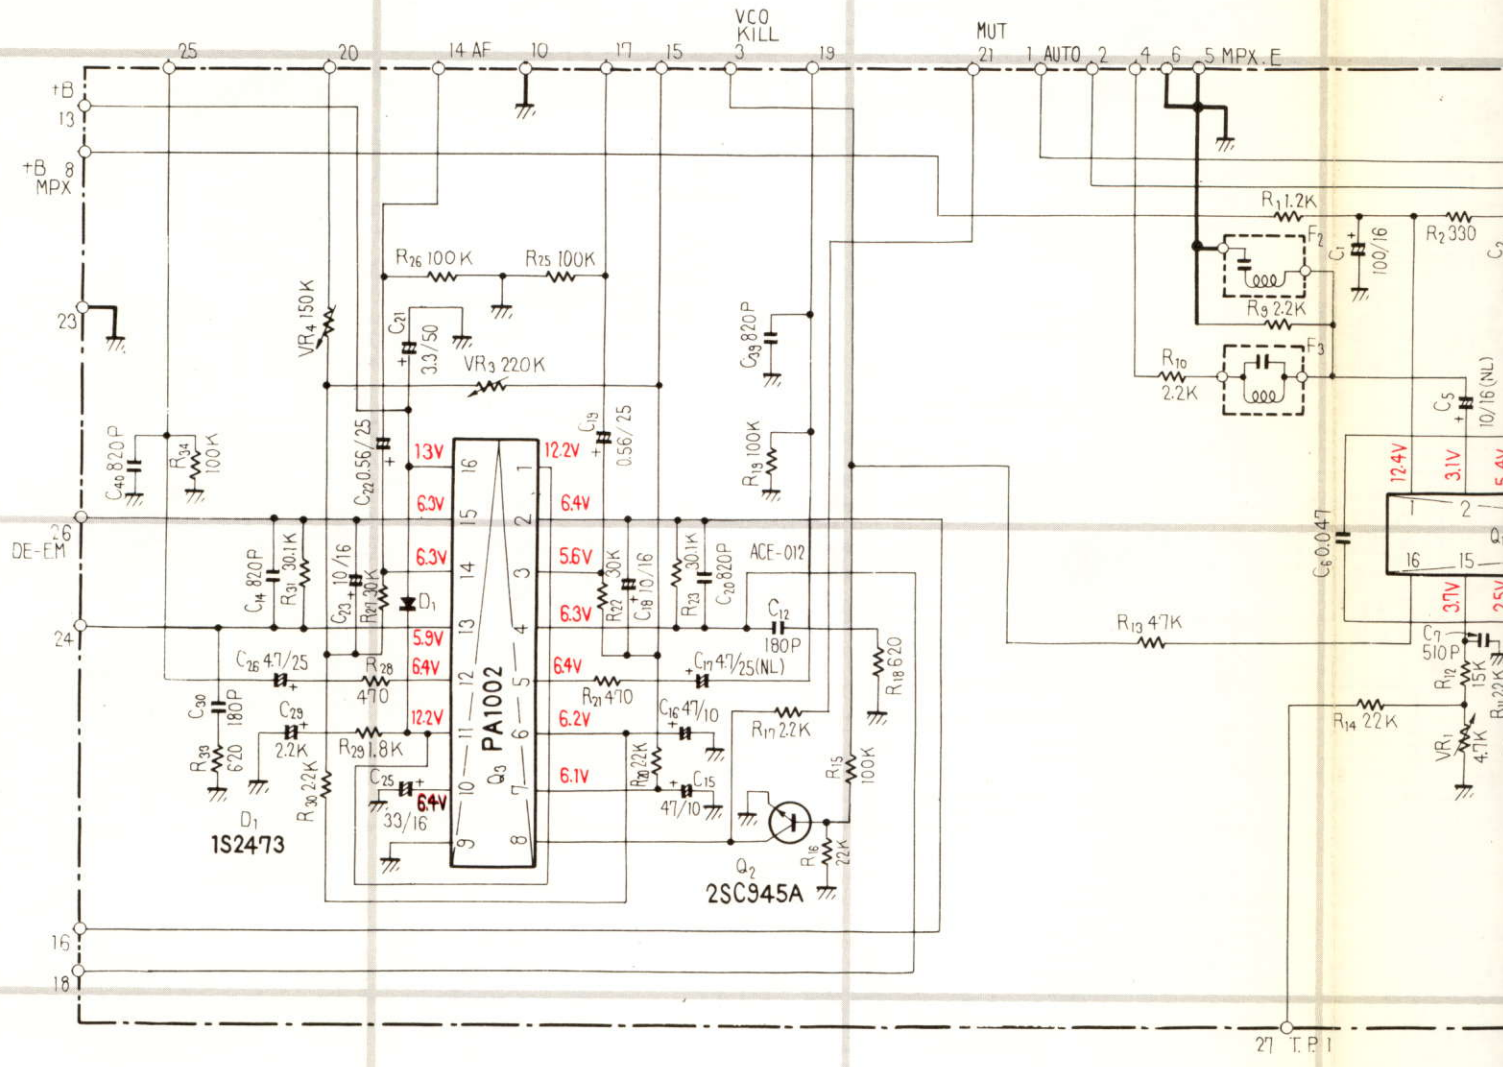 VCO
KILL
MUT
25
20
14 AF
10
17
15
3
19
21
1 AUTO
2
4
6
5 MPX. E
+B
13
+B 8
MPX
23
26
DE-EM
24
16
18
R26 100K
R25 100K
VR4 150K
C21
3.3/50
VR3 220K
C39 820P
R19 100K
C40 820P
R34
100K
C22 0.56/25
C19
0.56/25
13V
12.2V
6.3V
6.4V
6.3V
5.6V
5.9V
6.3V
6.4V
6.4V
12.2V
6.2V
6.4V
6.1V
16
15
14
13
12
11
10
9
1
2
3
4
5
6
7
8
PA1002
Q3
C14 820P
R31 30.1K
C23 10/16
30K
D1
R22 30K
C18 10/16
R23 30.1K
C20 820P
ACE-012
C12
180P
R18 620
C26 4.7/25
R28
470
C30
180P
R39
620
C29
2.2K
R29 1.8K
R30 2.2K
C25
33/16
R21 470
C17 4.7/25(NL)
C16 47/10
22K
C15
47/10
R17 2.2K
R15
100K
R16
22K
Q2
2SC945A
D1
1S2473
R1 1.2K
R2 330
C1
100/16
F2
R9 2.2K
F3
R10
2.2K
C5
10/16(NL)
12.4V
3.1V
5.4V
1
2
16
15
C6 0.047
3.7V
C7
510P
R12
15K
22K
R13 47K
R14 22K
VR1
4.7K
27 T.P. 1